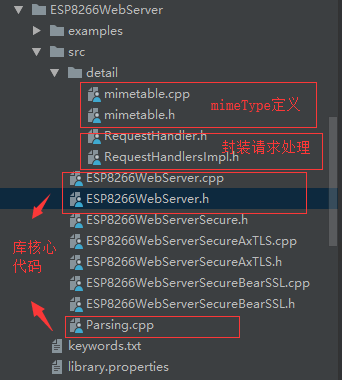 ESP8266WebServer
examples
src
detail
mimetable.cpp
mimetable.h
mimeType定义
RequestHandler.h
RequestHandlersImpl.h
封装请求处理
ESP8266WebServer.cpp
ESP8266WebServer.h
ESP8266WebServerSecure.h
ESP8266WebServerSecureAxTLS.cpp
ESP8266WebServerSecureAxTLS.h
ESP8266WebServerSecureBearSSL.cpp
ESP8266WebServerSecureBearSSL.h
库核心
代码
Parsing.cpp
keywords.txt
library.properties